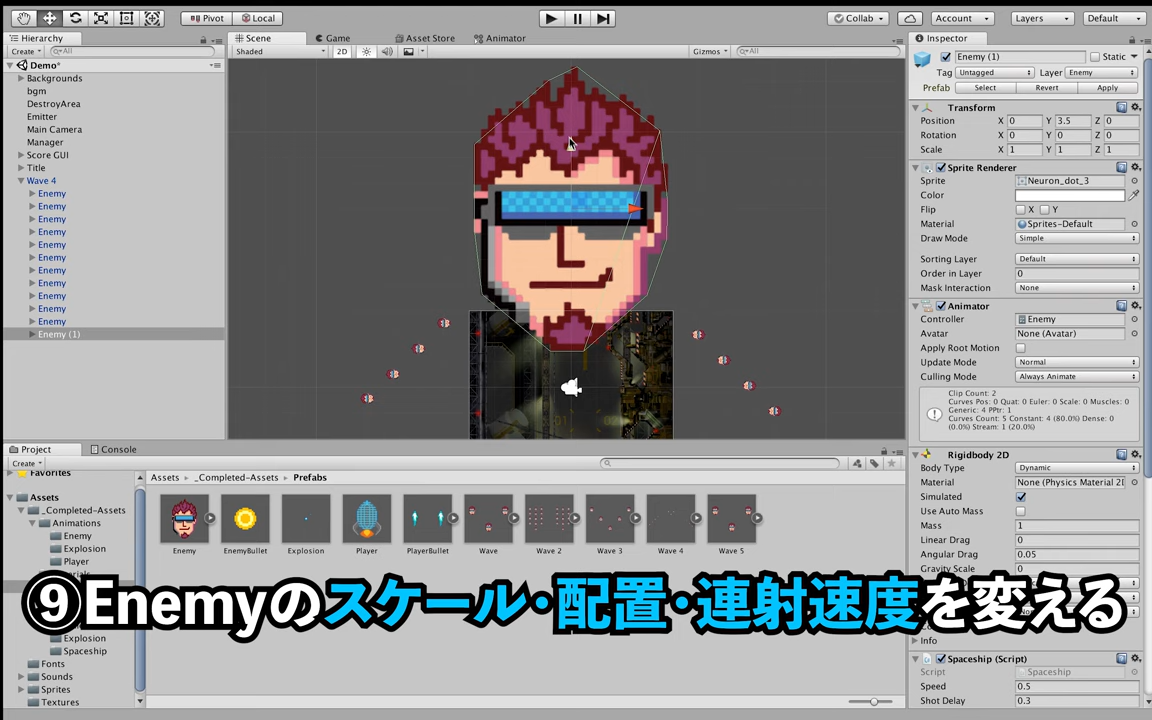 Pivot
Local
Collab
Account
Layers
Default
Hierarchy
Create
All
Demo*
Backgrounds
bgm
DestroyArea
Emitter
Main Camera
Manager
Score GUI
Title
Wave 4
Enemy
Enemy
Enemy
Enemy
Enemy
Enemy
Enemy
Enemy
Enemy
Enemy
Enemy
Enemy (1)
Scene
Game
Asset Store
Animator
Shaded
2D
Gizmos
All
Inspector
Enemy (1)
Static
Tag Untagged Layer Enemy
Prefab Select Revert Apply
Transform
Position X 0 Y 3.5 Z 0
Rotation X 0 Y 0 Z 0
Scale X 1 Y 1 Z 1
Sprite Renderer
Sprite Neuron_dot_3
Color
Flip X Y
Material Sprites-Default
Draw Mode Simple
Sorting Layer Default
Order in Layer 0
Mask Interaction None
Animator
Controller Enemy
Avatar None (Avatar)
Apply Root Motion
Update Mode Normal
Culling Mode Always Animate
Clip Count: 2
Curves Pos: 0 Quat: 0 Euler: 0 Scale: 0 Muscles: 0
Generic: 4 PPtr: 1
Curves Count: 5 Constant: 4 (80.0%) Dense: 0
(0.0%) Stream: 1 (20.0%)
Rigidbody 2D
Body Type Dynamic
Material None (Physics Material 2D
Simulated
Use Auto Mass
Mass 1
Linear Drag 0
Angular Drag 0.05
Gravity Scale 0
Info
Spaceship (Script)
Script Spaceship
Speed 0.5
Shot Delay 0.3
Project
Console
Create
Favorites
Assets
_Completed-Assets
Animations
Enemy
Explosion
Player
Explosion
Spaceship
Fonts
Sounds
Sprites
Textures
Assets
_Completed-Assets
Prefabs
Enemy
EnemyBullet
Explosion
Player
PlayerBullet
Wave
Wave 2
Wave 3
Wave 4
Wave 5
⑨Enemyのスケール・配置・連射速度を変える